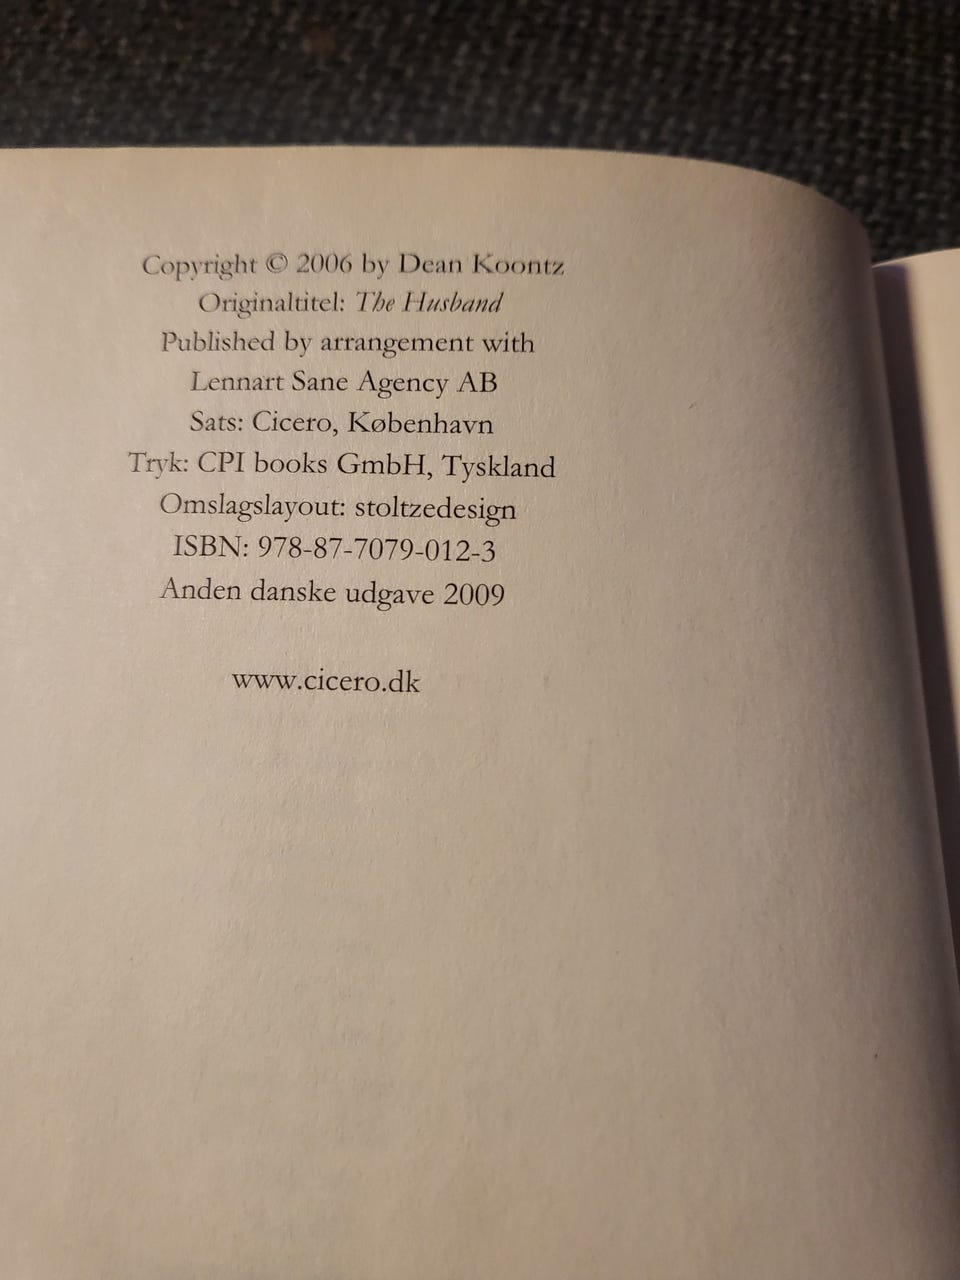 Copyright © 2006 by Dean Koontz
Originaltitel: The Husband
Published by arrangement with
Lennart Sane Agency AB
Sats: Cicero, København
Tryk: CPI books GmbH, Tyskland
Omslagslayout: stoltzedesign
ISBN: 978-87-7079-012-3
Anden danske udgave 2009
www.cicero.dk